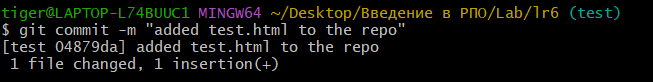 tiger@LAPTOP-L74BUUC1 MINGW64 ~/Desktop/Введение в РПО/Lab/lr6 (test)
$ git commit -m "added test.html to the repo"
[test 04879da] added test.html to the repo
 1 file changed, 1 insertion(+)